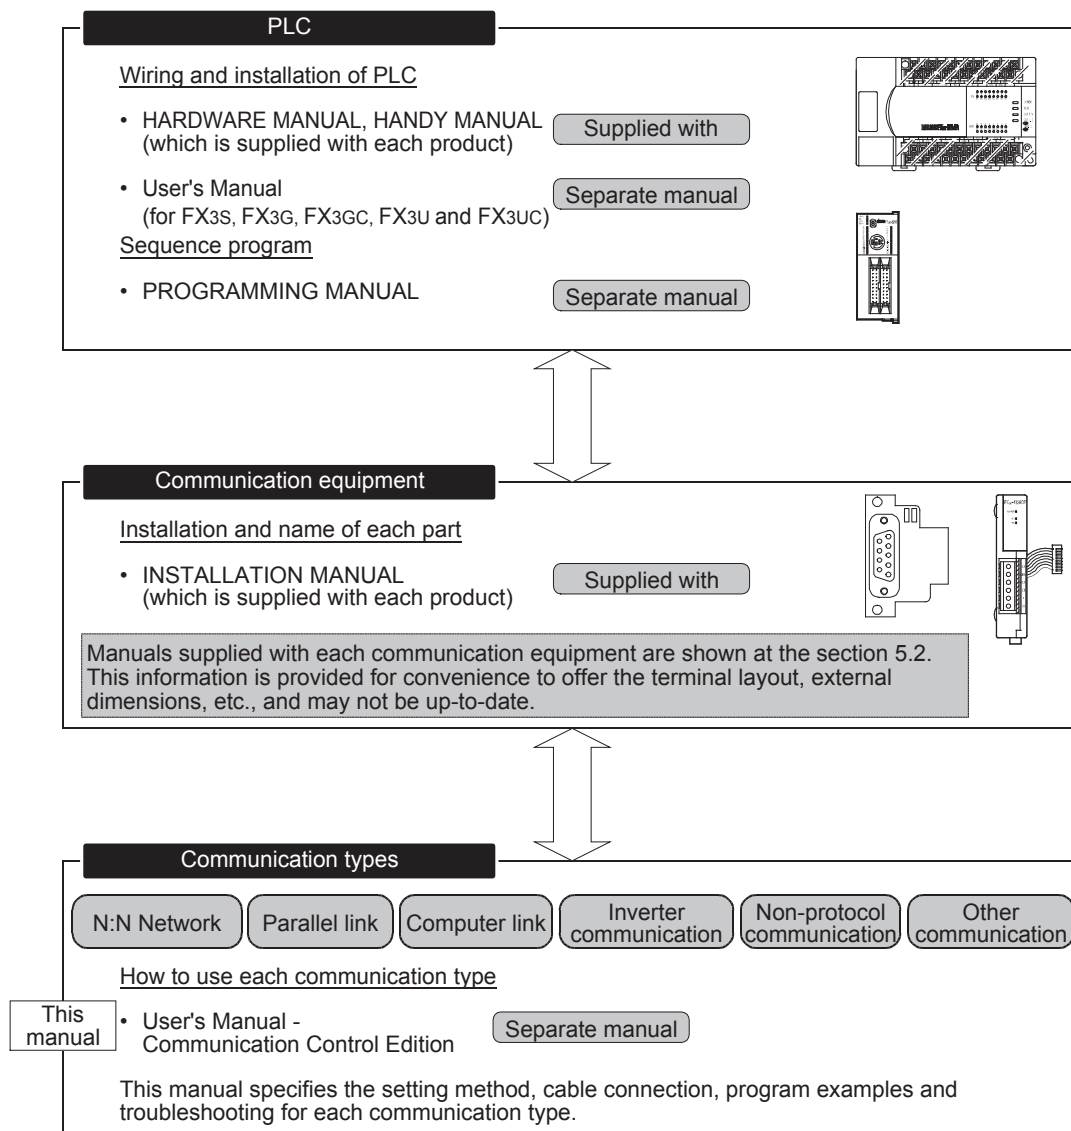 PLC
Wiring and installation of PLC
• HARDWARE MANUAL, HANDY MANUAL
(which is supplied with each product)
Supplied with
• User's Manual
(for FX3S, FX3G, FX3GC, FX3U and FX3UC)
Separate manual
Sequence program
• PROGRAMMING MANUAL
Separate manual
Communication equipment
Installation and name of each part
• INSTALLATION MANUAL
(which is supplied with each product)
Supplied with
Manuals supplied with each communication equipment are shown at the section 5.2.
This information is provided for convenience to offer the terminal layout, external
dimensions, etc., and may not be up-to-date.
Communication types
N:N Network
Parallel link
Computer link
Inverter
communication
Non-protocol
communication
Other
communication
How to use each communication type
This
manual
• User's Manual -
Communication Control Edition
Separate manual
This manual specifies the setting method, cable connection, program examples and
troubleshooting for each communication type.